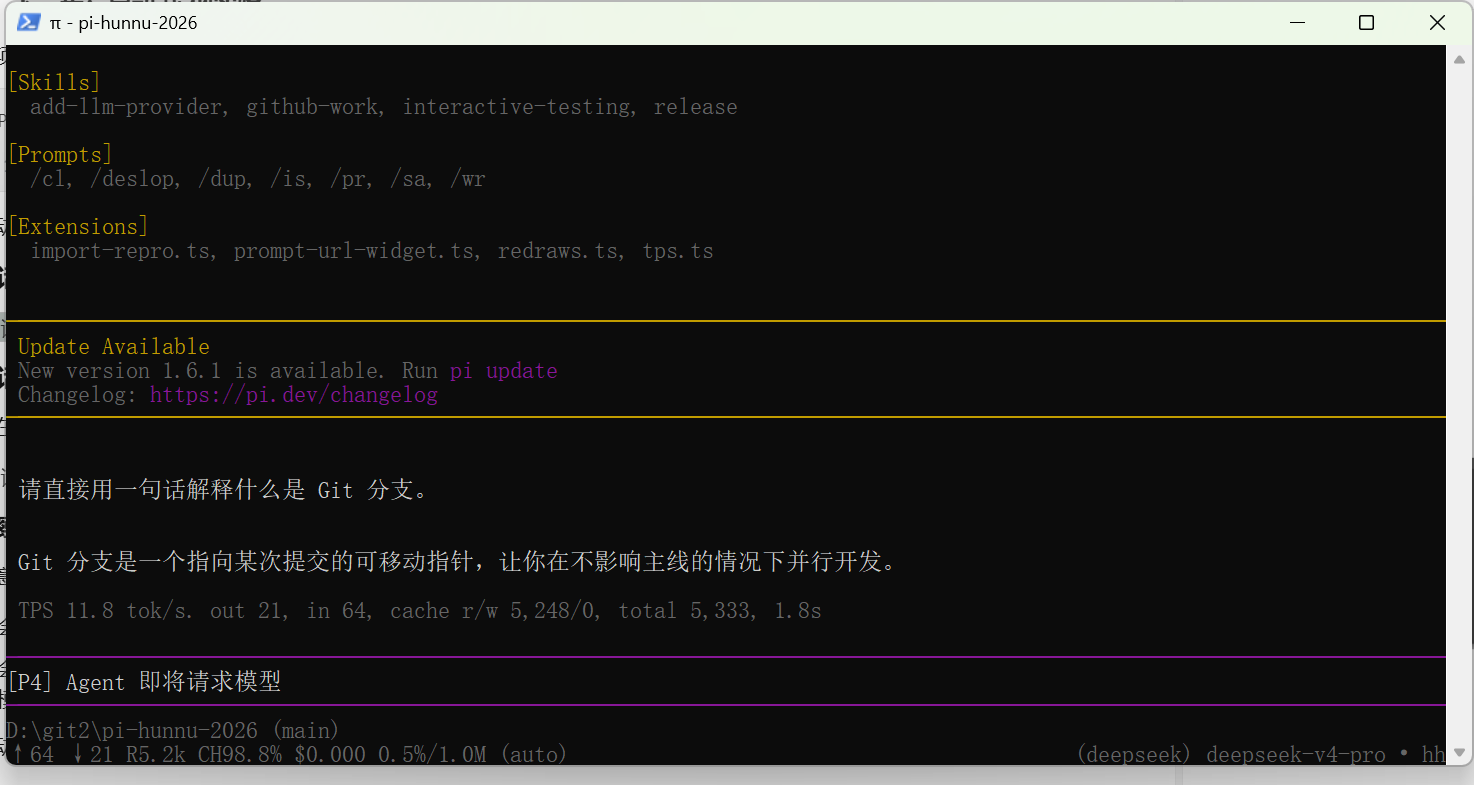 π - pi-hunnu-2026
[Skills]
add-llm-provider, github-work, interactive-testing, release
[Prompts]
/cl, /deslop, /dup, /is, /pr, /sa, /wr
[Extensions]
import-repro.ts, prompt-url-widget.ts, redraws.ts, tps.ts
Update Available
New version 1.6.1 is available. Run pi update
Changelog: https://pi.dev/changelog
请直接用一句话解释什么是 Git 分支。
Git 分支是一个指向某次提交的可移动指针，让你在不影响主线的情况下并行开发。
TPS 11.8 tok/s. out 21, in 64, cache r/w 5,248/0, total 5,333, 1.8s
[P4] Agent 即将请求模型
D:\git2\pi-hunnu-2026 (main)
↑64 ↓21 R5.2k CH98.8% $0.000 0.5%/1.0M (auto) (deepseek) deepseek-v4-pro • hh